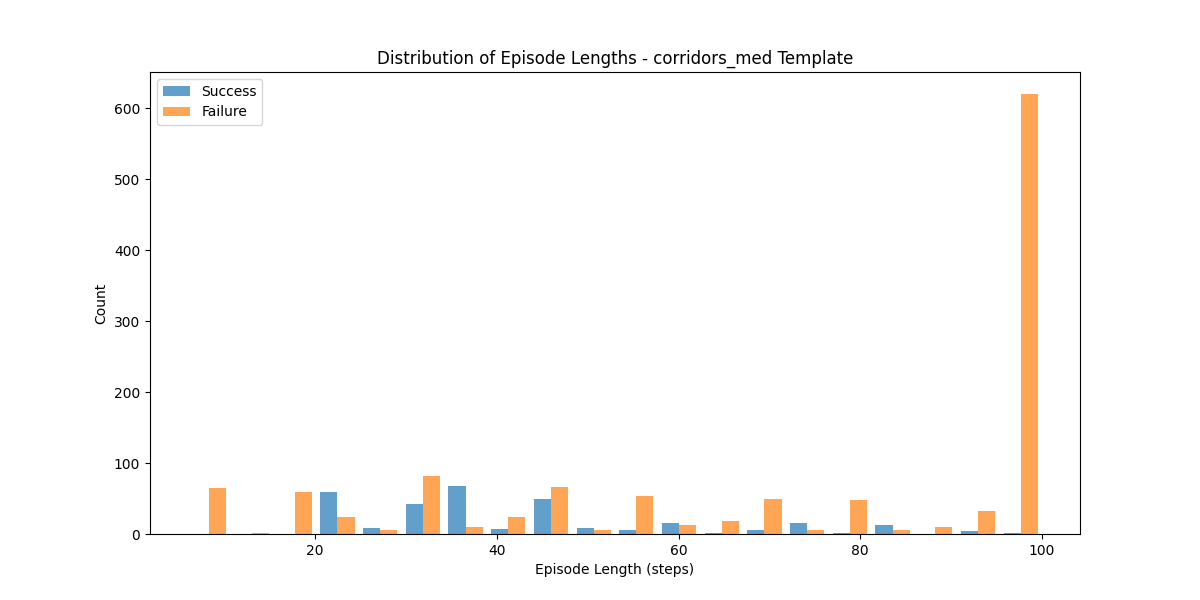 Distribution of Episode Lengths - corridors_med Template
Success
Failure
600
500
400
300
200
100
0
Count
20
40
60
80
100
Episode Length (steps)